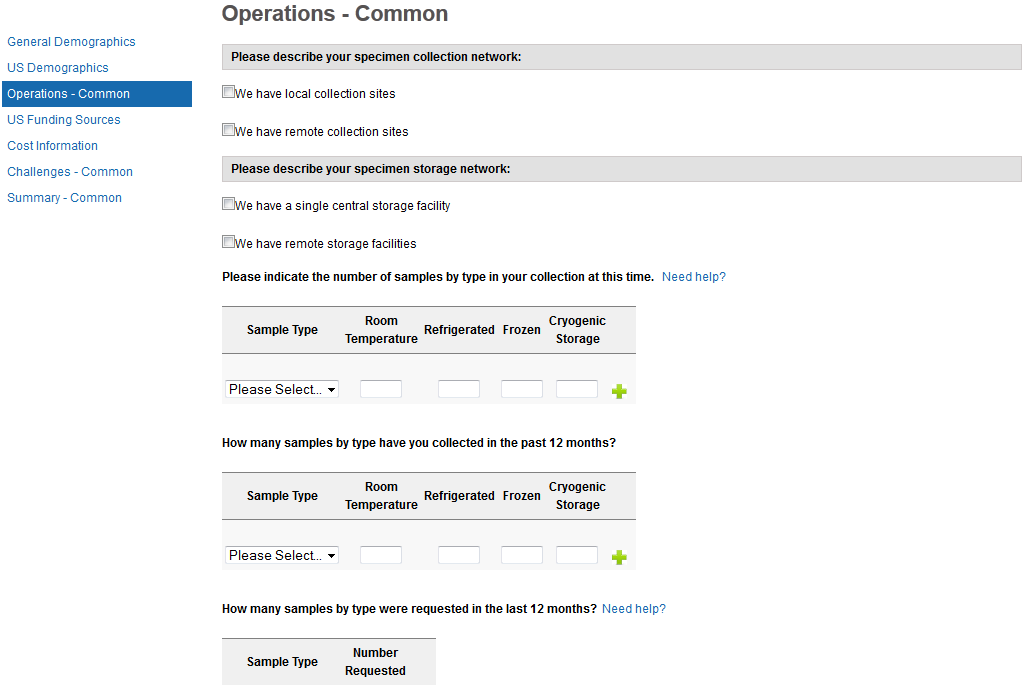 Operations - Common
General Demographics
US Demographics
Operations - Common
US Funding Sources
Cost Information
Challenges - Common
Summary - Common
Please describe your specimen collection network:
We have local collection sites
We have remote collection sites
Please describe your specimen storage network:
We have a single central storage facility
We have remote storage facilities
Please indicate the number of samples by type in your collection at this time. Need help?
Sample Type Room Temperature Refrigerated Frozen Cryogenic Storage
Please Select...
How many samples by type have you collected in the past 12 months?
Sample Type Room Temperature Refrigerated Frozen Cryogenic Storage
Please Select...
How many samples by type were requested in the last 12 months? Need help?
Sample Type Number Requested